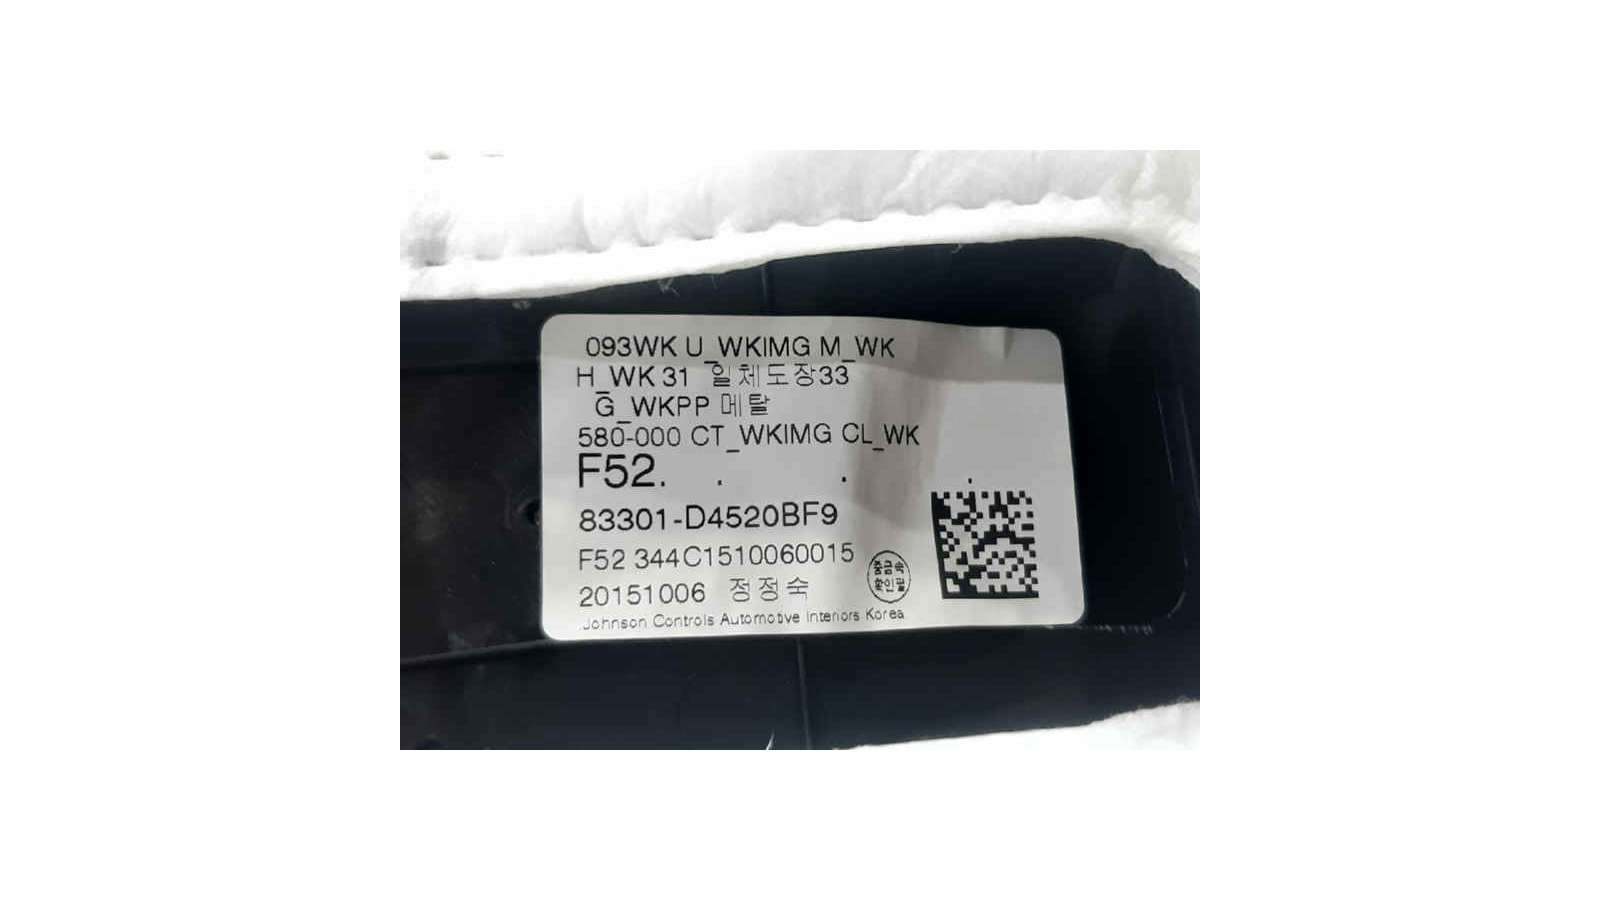 093WK U_WKIMG M_WK
H_WK 31 일체도장33
G_WKPP 메탈
580-000 CT_WKIMG CL_WK
F52. . .
83301-D4520BF9
F52 344C1510060015
20151006 정정숙
Johnson Controls Automotive Interiors Korea